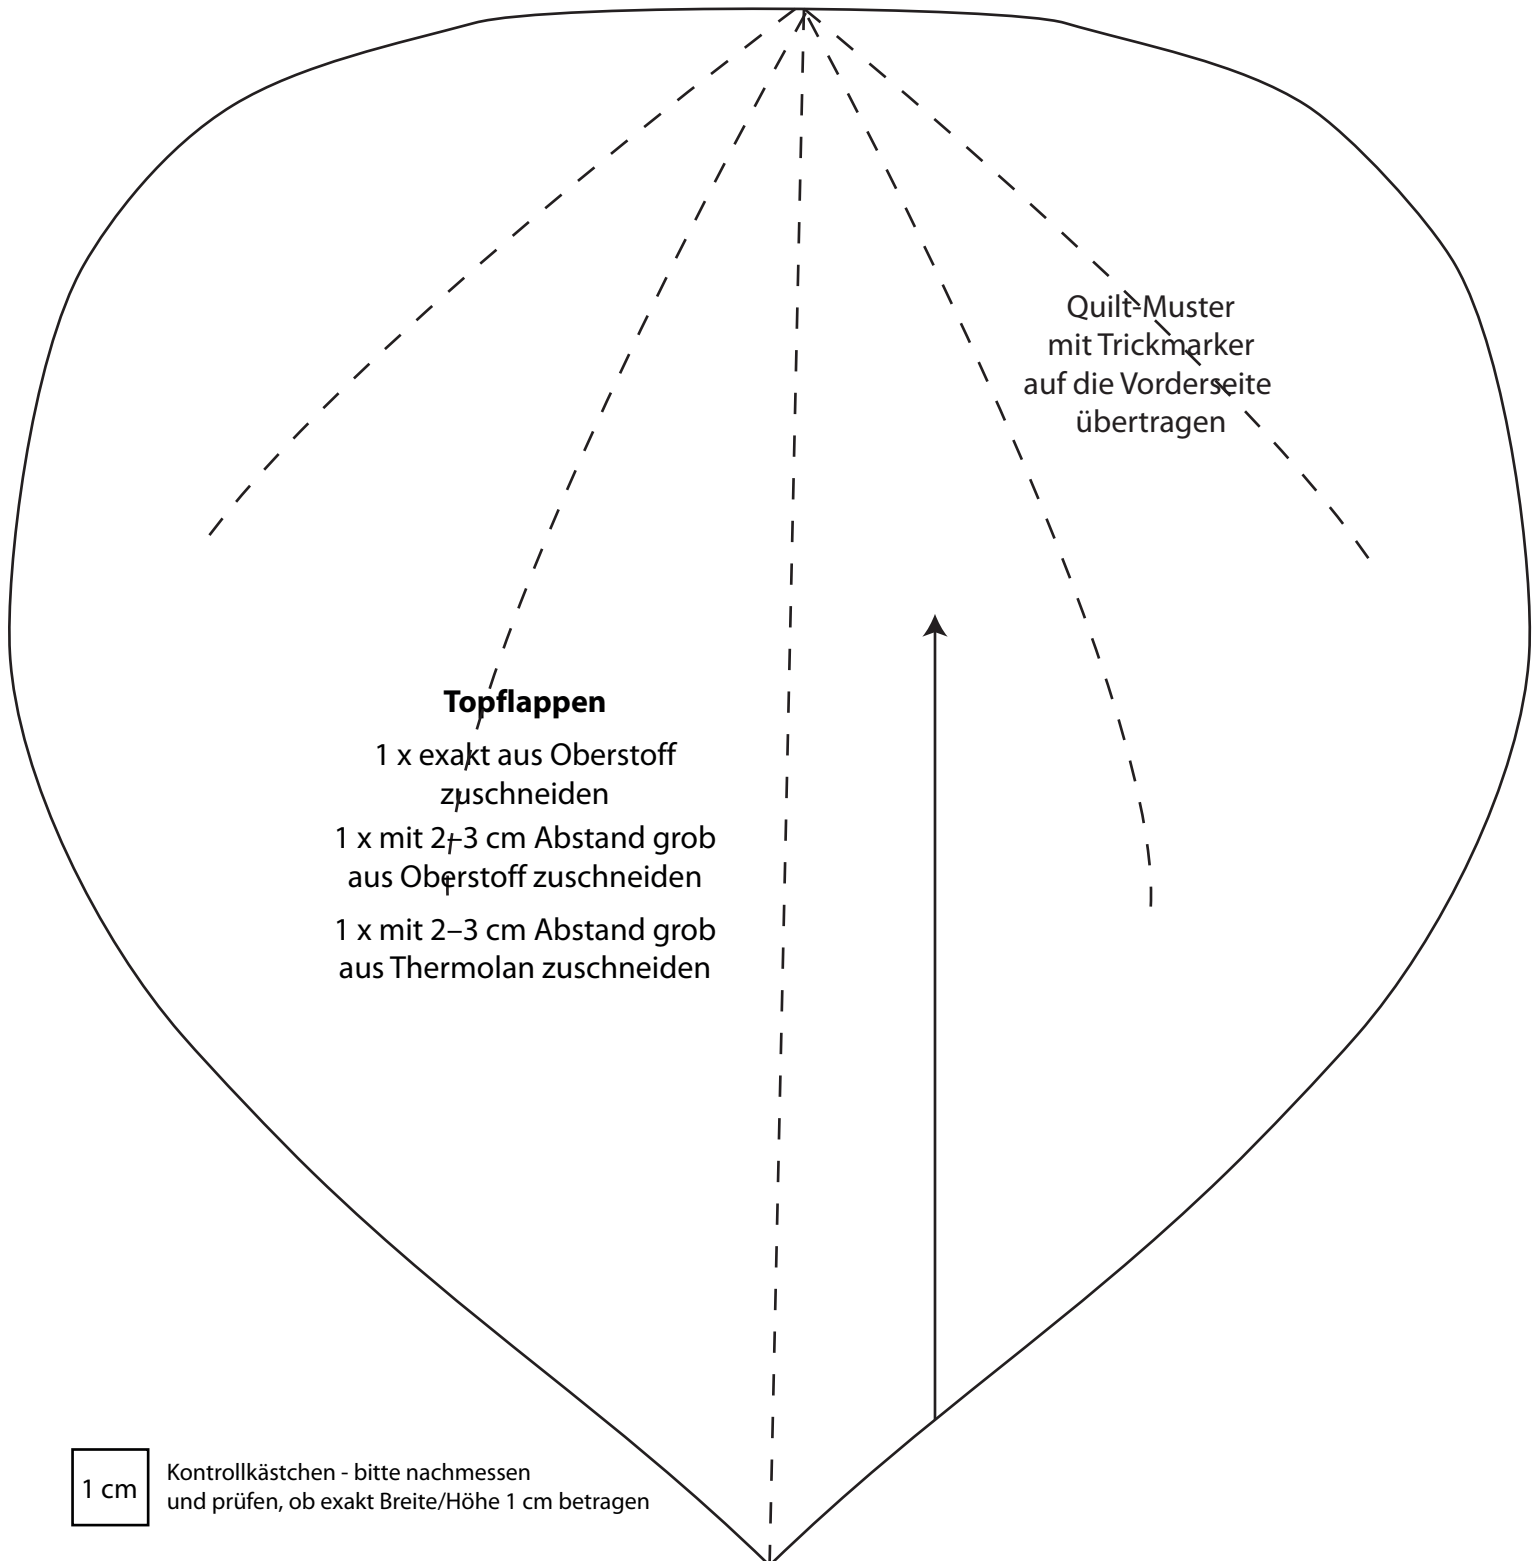 Quilt-Muster
mit Trickmarker
auf die Vorderseite
übertragen
Topflappen
1 x exakt aus Oberstoff
zuschneiden
1 x mit 2–3 cm Abstand grob
aus Oberstoff zuschneiden
1 x mit 2–3 cm Abstand grob
aus Thermolan zuschneiden
1 cm
Kontrollkästchen - bitte nachmessen
und prüfen, ob exakt Breite/Höhe 1 cm betragen